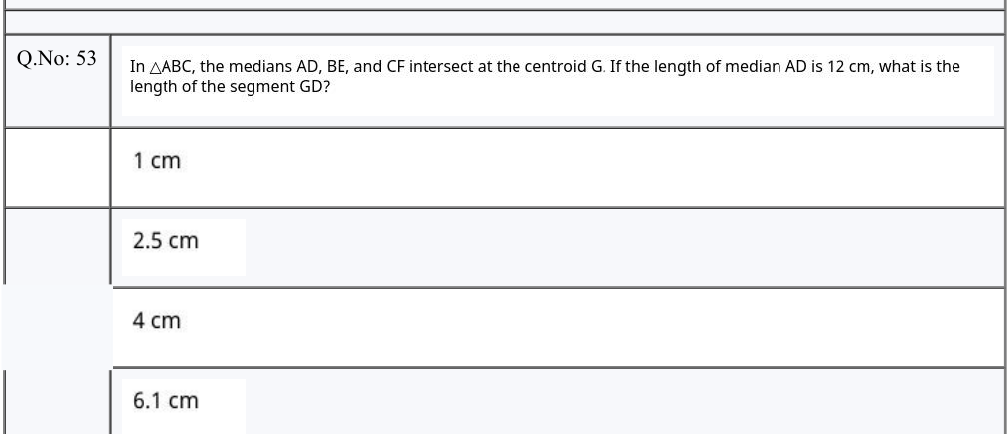 Q.No: 53
In △ABC, the medians AD, BE, and CF intersect at the centroid G. If the length of median AD is 12 cm, what is the
length of the segment GD?
1 cm
2.5 cm
4 cm
6.1 cm